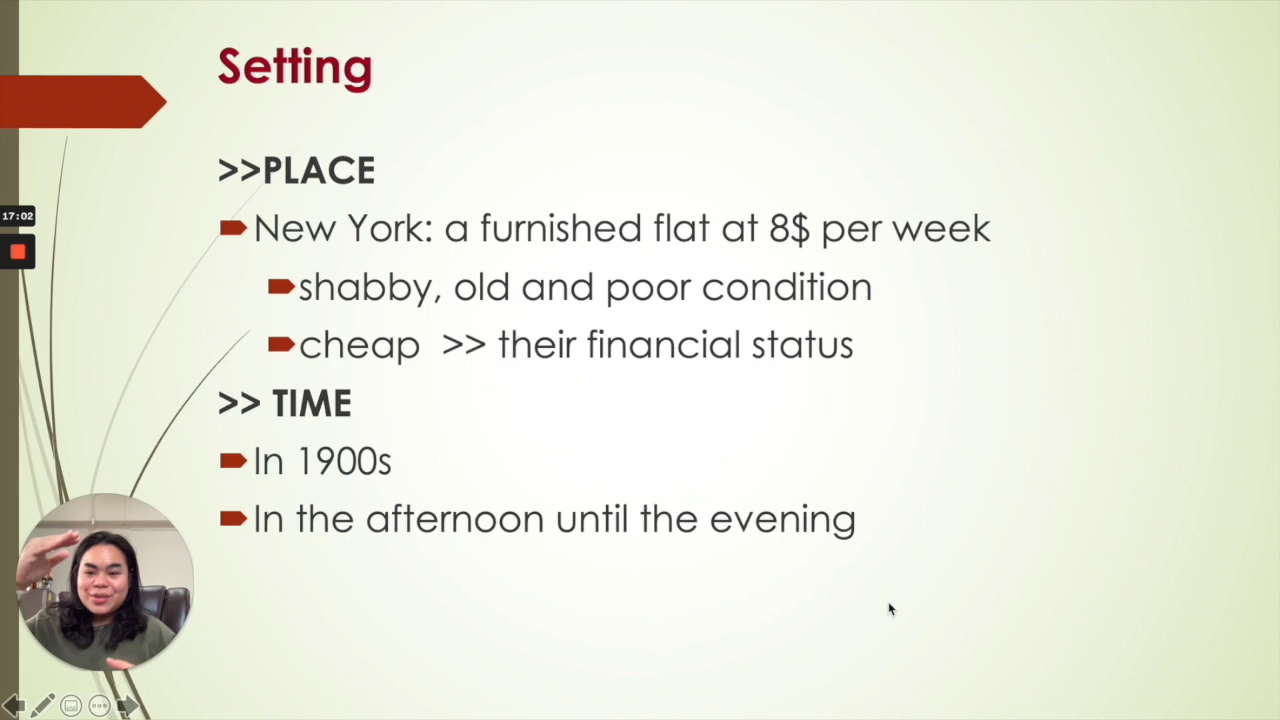 Setting
>>PLACE
New York: a furnished flat at 8$ per week
shabby, old and poor condition
cheap >> their financial status
>> TIME
In 1900s
In the afternoon until the evening
17:02